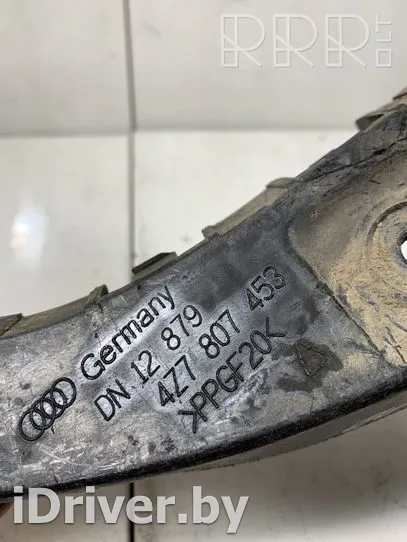 RRR.LT
Germany
DN 12 879
4Z7 807 453
>PPGF20<
iDriver.by